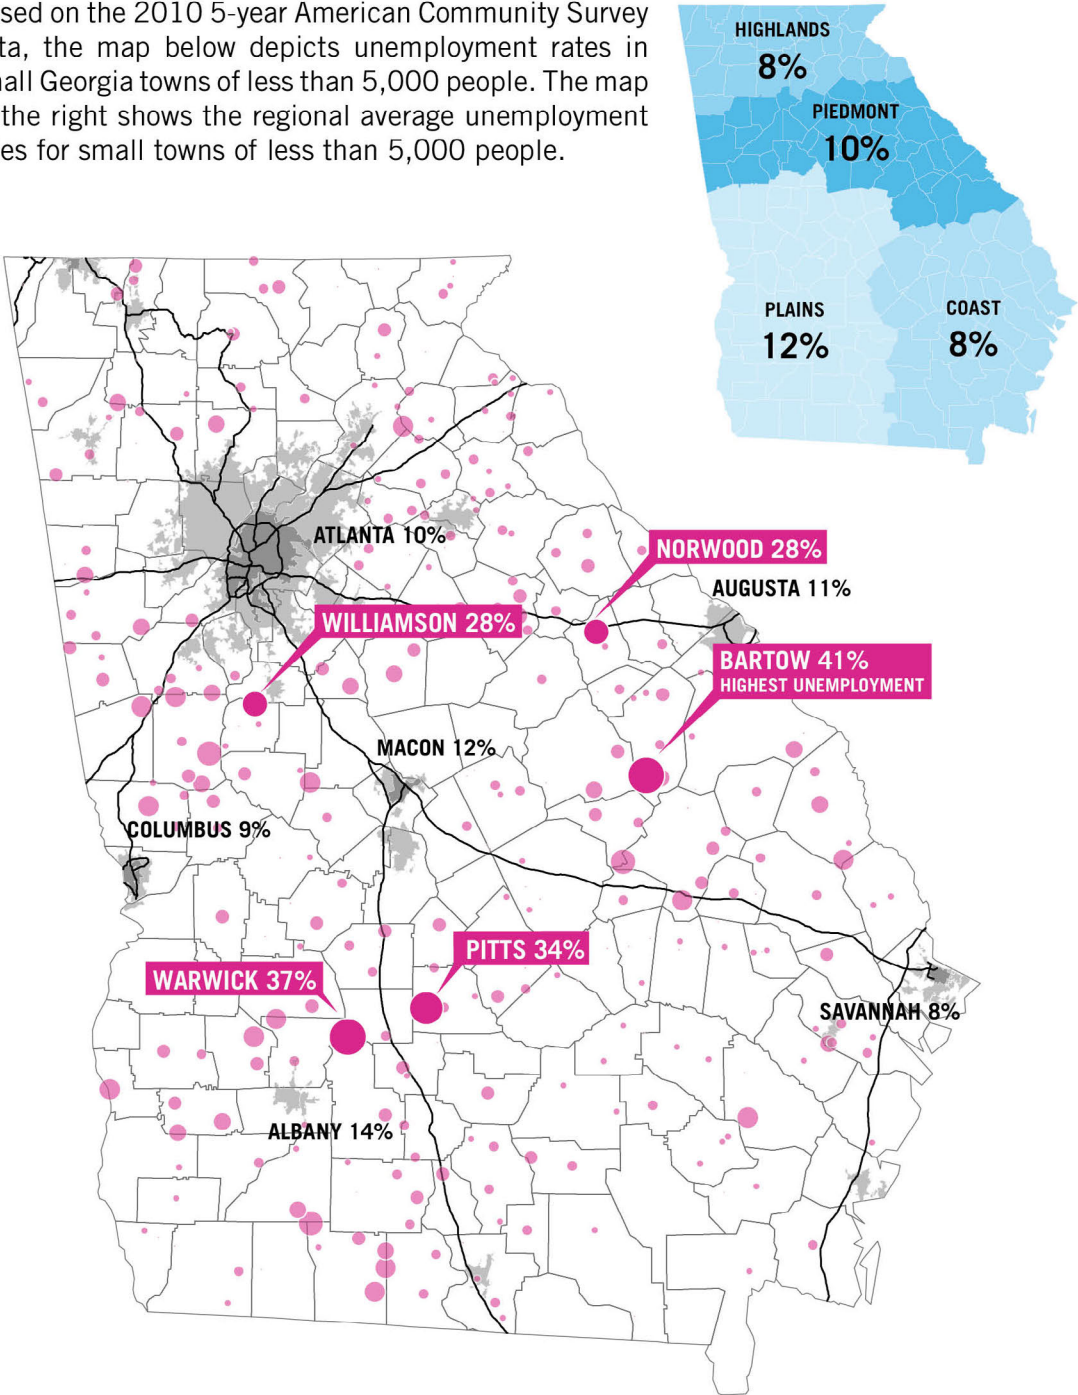 sed on the 2010 5-year American Community Survey
ta, the map below depicts unemployment rates in
all Georgia towns of less than 5,000 people. The map
the right shows the regional average unemployment
es for small towns of less than 5,000 people.
HIGHLANDS
8%
PIEDMONT
10%
PLAINS
12%
COAST
8%
ATLANTA 10%
NORWOOD 28%
AUGUSTA 11%
WILLIAMSON 28%
BARTOW 41%
HIGHEST UNEMPLOYMENT
MACON 12%
COLUMBUS 9%
PITTS 34%
WARWICK 37%
SAVANNAH 8%
ALBANY 14%